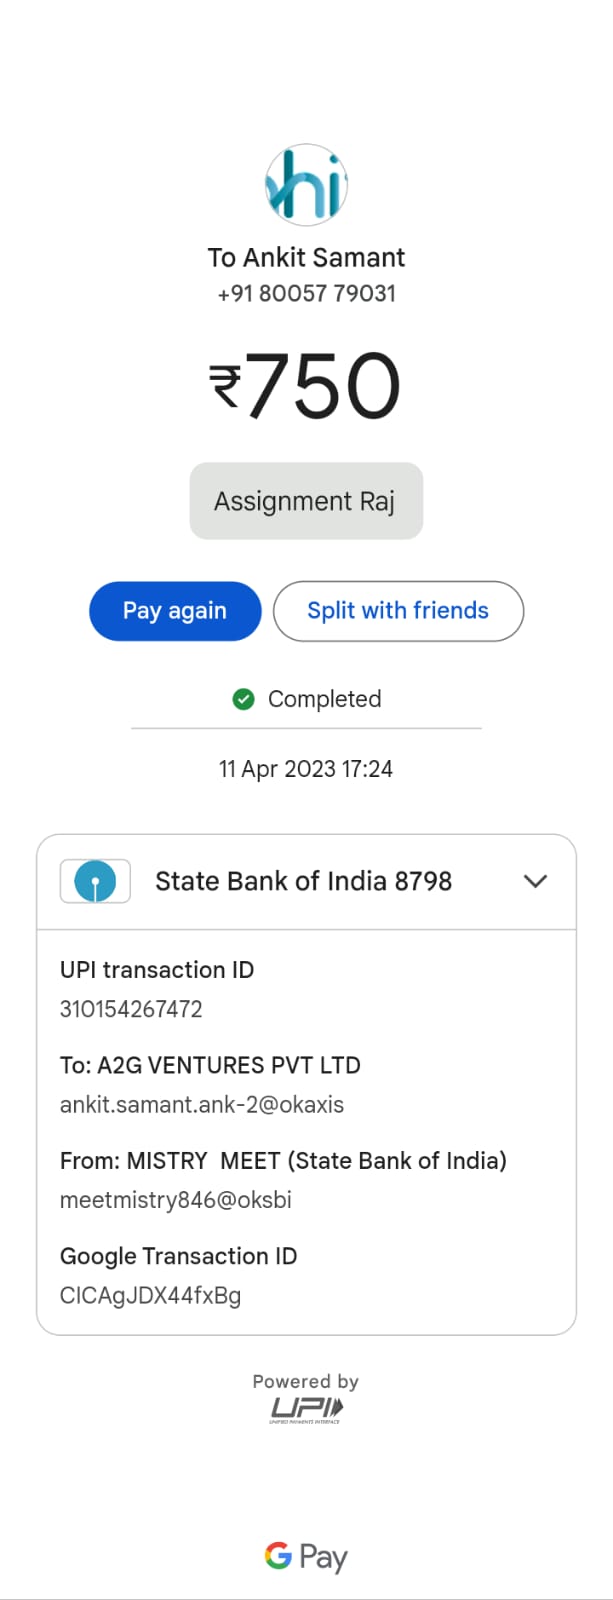 hi
To Ankit Samant
+91 80057 79031
₹750
Assignment Raj
Pay again
Split with friends
Completed
11 Apr 2023 17:24
State Bank of India 8798
UPI transaction ID
310154267472
To: A2G VENTURES PVT LTD
ankit.samant.ank-2@okaxis
From: MISTRY  MEET (State Bank of India)
meetmistry846@oksbi
Google Transaction ID
CICAgJDX44fxBg
Powered by
UPI
UNIFIED PAYMENTS INTERFACE
G Pay